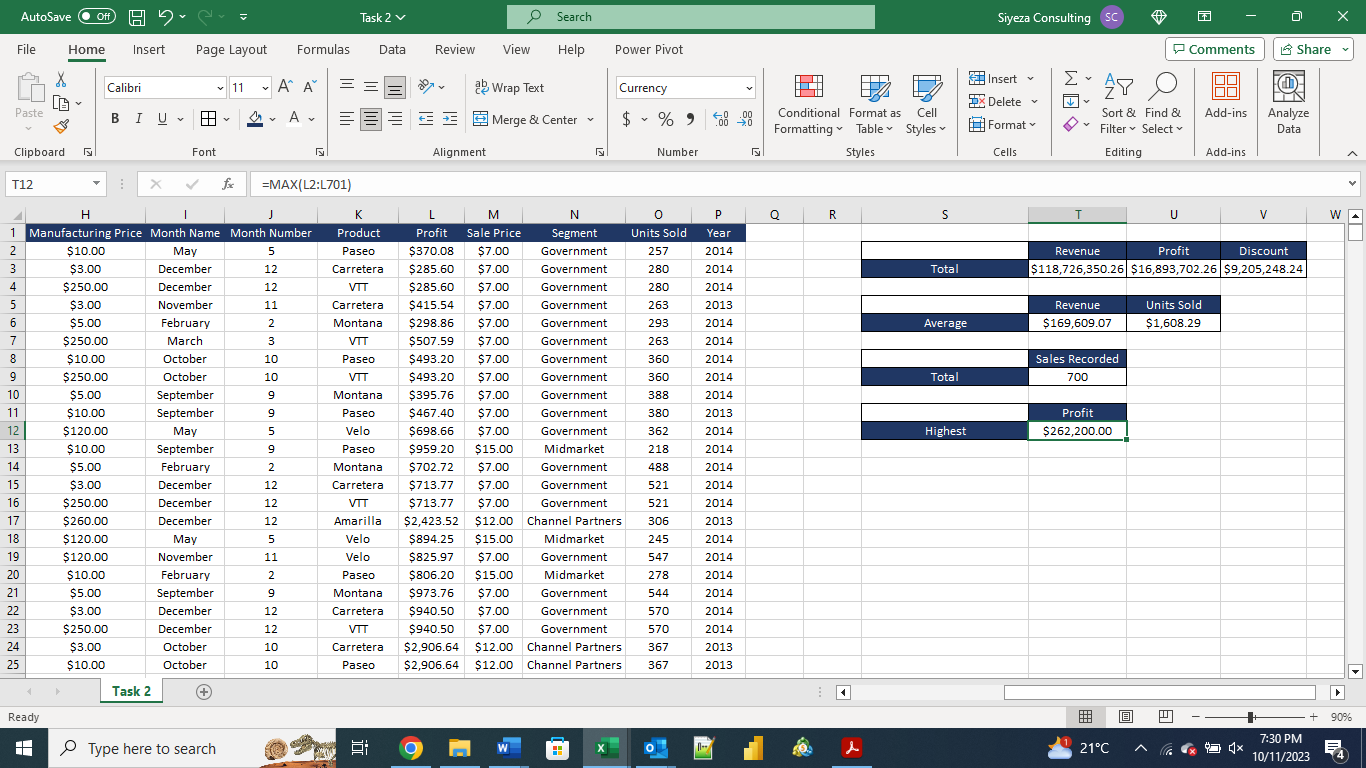 AutoSave Off Task 2 Search Siyeza Consulting SC
File Home Insert Page Layout Formulas Data Review View Help Power Pivot Comments Share
Paste Calibri 11 Wrap Text Currency Conditional Formatting Format as Table Cell Styles Insert Sort & Filter Find & Select Add-ins Analyze Data
B I U Merge & Center $ % Delete Format
Clipboard Font Alignment Number Styles Cells Editing Add-ins
T12 fx =MAX(L2:L701)
H I J K L M N O P Q R S T U V W
1 Manufacturing Price Month Name Month Number Product Profit Sale Price Segment Units Sold Year
2 $10.00 May 5 Paseo $370.08 $7.00 Government 257 2014 Revenue Profit Discount
3 $3.00 December 12 Carretera $285.60 $7.00 Government 280 2014 Total $118,726,350.26 $16,893,702.26 $9,205,248.24
4 $250.00 December 12 VTT $285.60 $7.00 Government 280 2014
5 $3.00 November 11 Carretera $415.54 $7.00 Government 263 2013 Revenue Units Sold
6 $5.00 February 2 Montana $298.86 $7.00 Government 293 2014 Average $169,609.07 $1,608.29
7 $250.00 March 3 VTT $507.59 $7.00 Government 263 2014
8 $10.00 October 10 Paseo $493.20 $7.00 Government 360 2014 Sales Recorded
9 $250.00 October 10 VTT $493.20 $7.00 Government 360 2014 Total 700
10 $5.00 September 9 Montana $395.76 $7.00 Government 388 2014
11 $10.00 September 9 Paseo $467.40 $7.00 Government 380 2013 Profit
12 $120.00 May 5 Velo $698.66 $7.00 Government 362 2014 Highest $262,200.00
13 $10.00 September 9 Paseo $959.20 $15.00 Midmarket 218 2014
14 $5.00 February 2 Montana $702.72 $7.00 Government 488 2014
15 $3.00 December 12 Carretera $713.77 $7.00 Government 521 2014
16 $250.00 December 12 VTT $713.77 $7.00 Government 521 2014
17 $260.00 December 12 Amarilla $2,423.52 $12.00 Channel Partners 306 2013
18 $120.00 May 5 Velo $894.25 $15.00 Midmarket 245 2014
19 $120.00 November 11 Velo $825.97 $7.00 Government 547 2014
20 $10.00 February 2 Paseo $806.20 $15.00 Midmarket 278 2014
21 $5.00 September 9 Montana $973.76 $7.00 Government 544 2014
22 $3.00 December 12 Carretera $940.50 $7.00 Government 570 2014
23 $250.00 December 12 VTT $940.50 $7.00 Government 570 2014
24 $3.00 October 10 Carretera $2,906.64 $12.00 Channel Partners 367 2013
25 $10.00 October 10 Paseo $2,906.64 $12.00 Channel Partners 367 2013
Task 2
Ready 90%
Type here to search 1 21°C 7:30 PM
10/11/2023 4